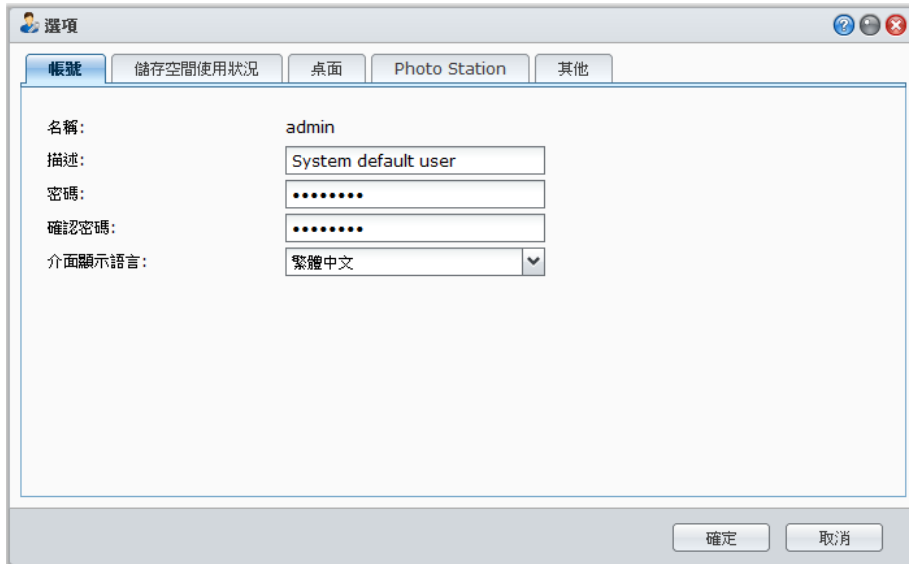 選項
帳號 儲存空間使用狀況 桌面 Photo Station 其他
名稱: admin
描述: System default user
密碼: ••••••••
確認密碼: ••••••••
介面顯示語言: 繁體中文
確定 取消